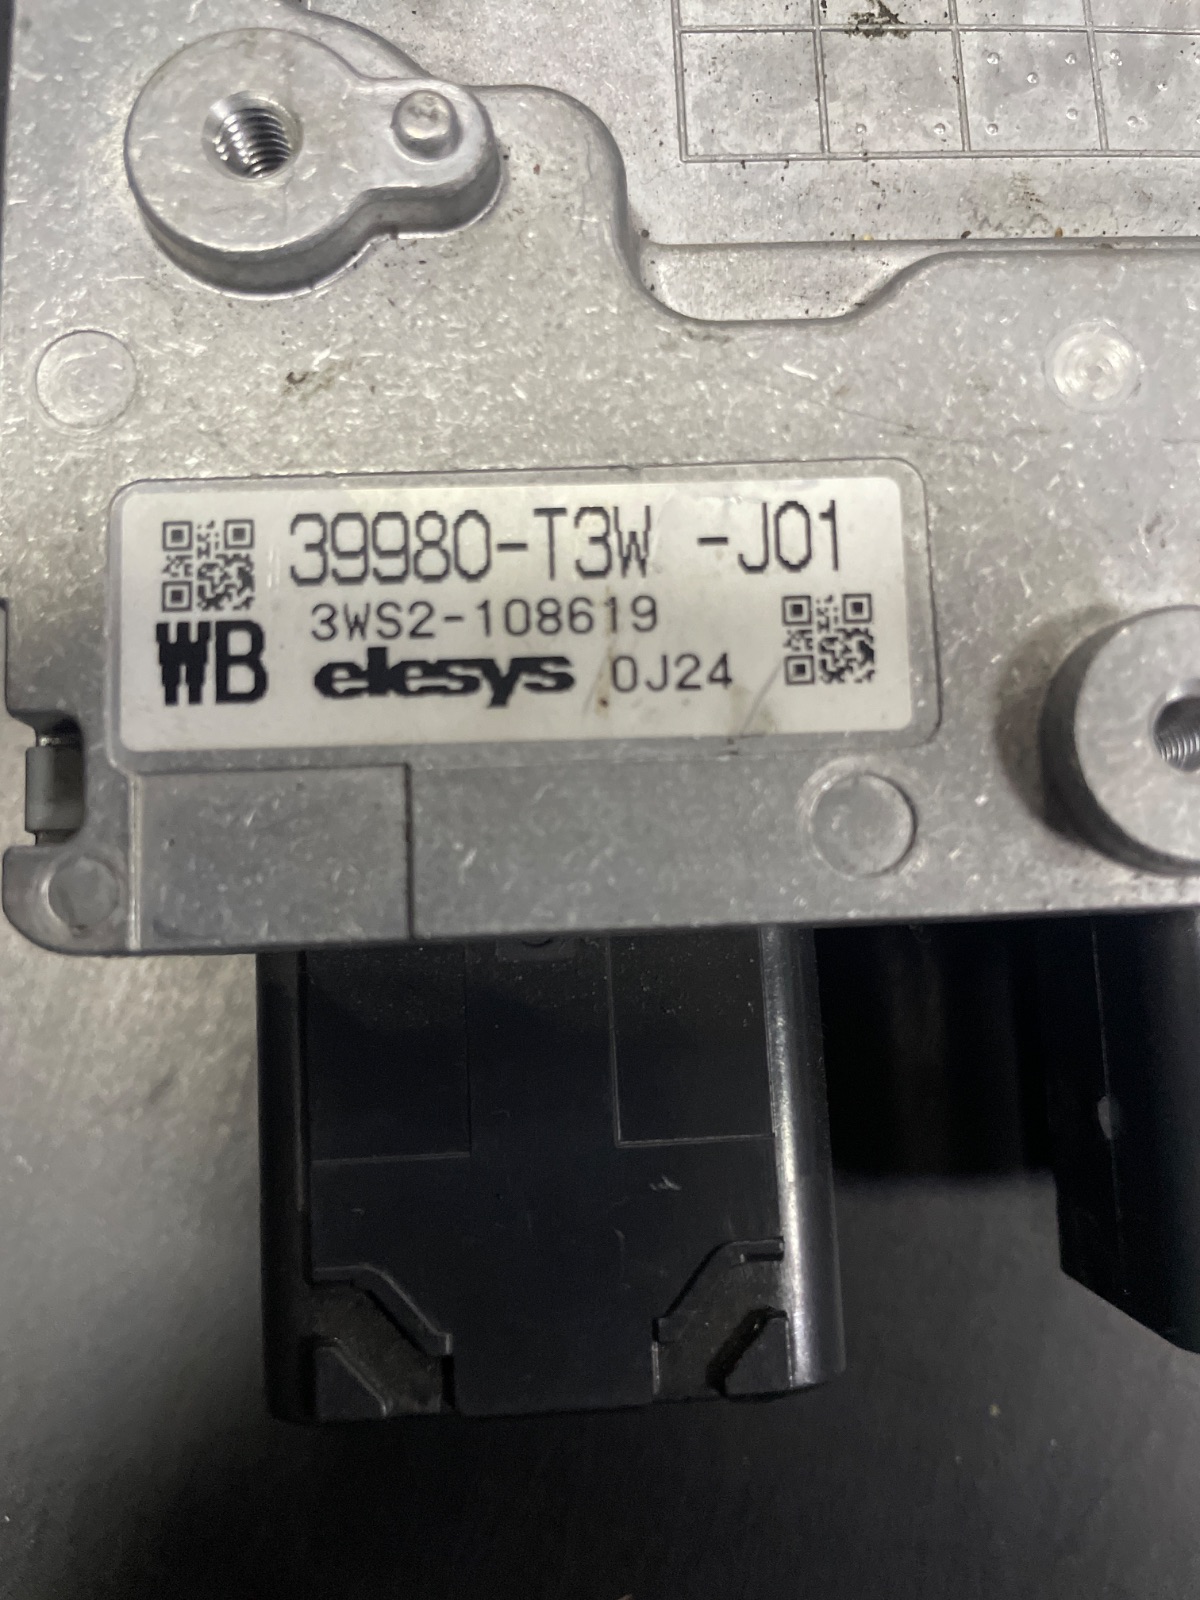 39980-T3W -J01
3WS2-108619
WB elesys 0J24